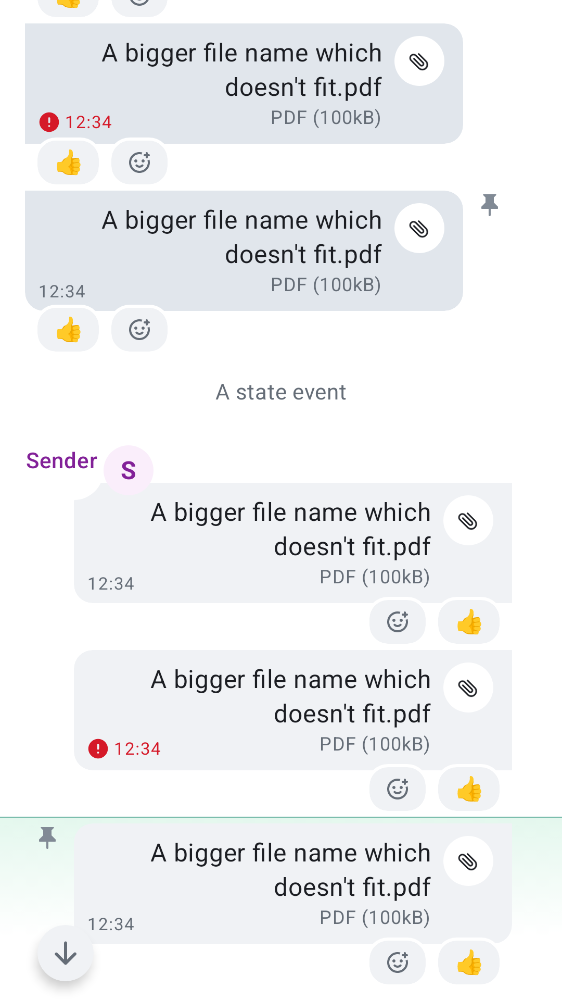 A bigger file name which
doesn't fit.pdf
PDF (100kB)
12:34
A bigger file name which
doesn't fit.pdf
PDF (100kB)
12:34
A state event
Sender
S
A bigger file name which
doesn't fit.pdf
PDF (100kB)
12:34
A bigger file name which
doesn't fit.pdf
PDF (100kB)
12:34
A bigger file name which
doesn't fit.pdf
PDF (100kB)
12:34